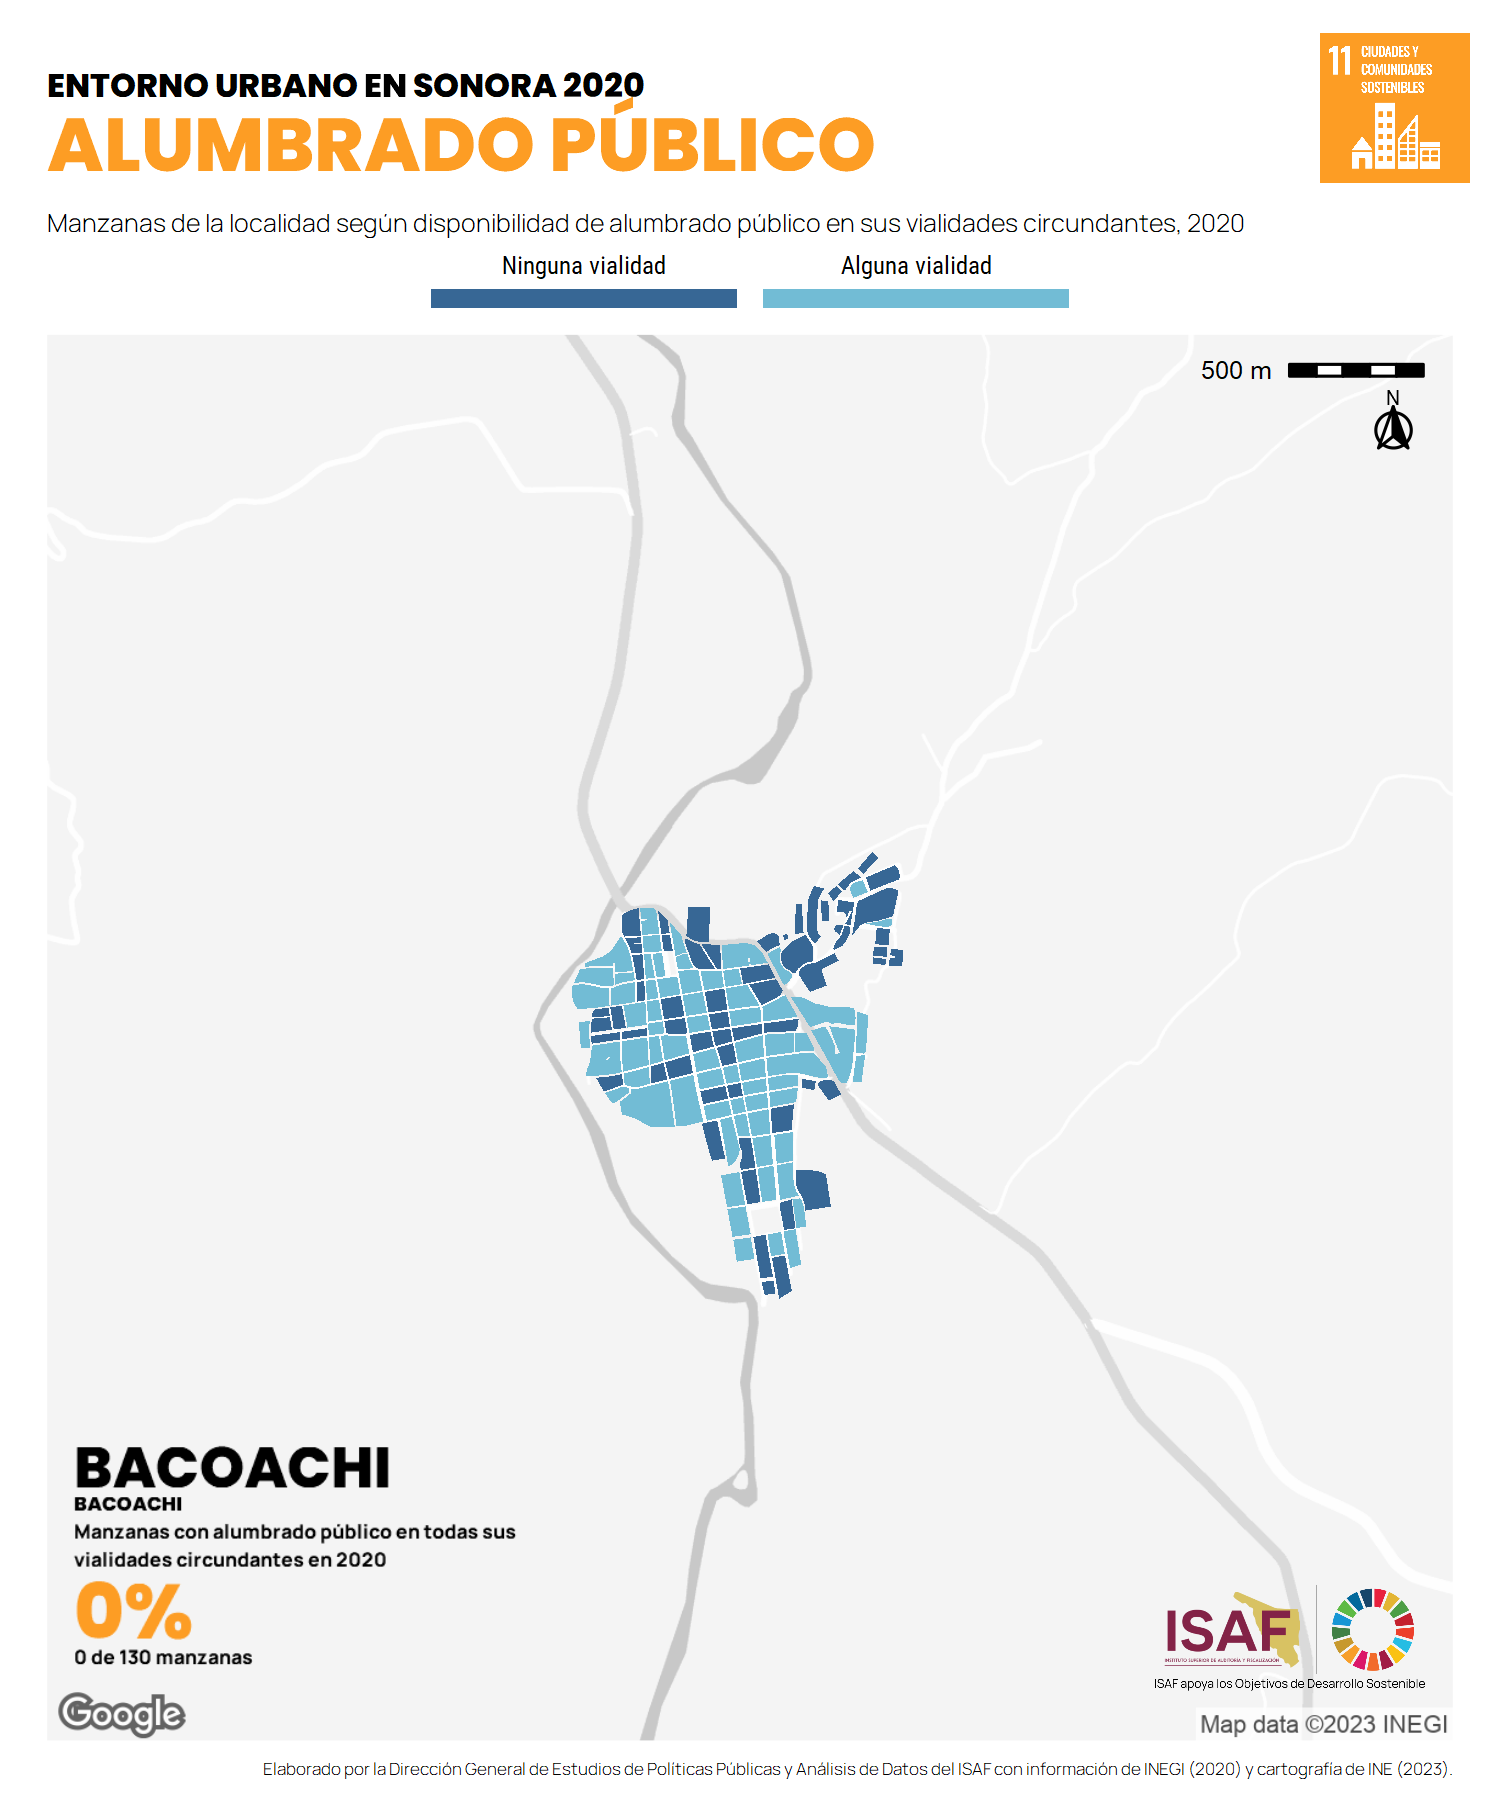 ENTORNO URBANO EN SONORA 2020
ALUMBRADO PÚBLICO
11 CIUDADES Y
COMUNIDADES
SOSTENIBLES
Manzanas de la localidad según disponibilidad de alumbrado público en sus vialidades circundantes, 2020
Ninguna vialidad
Alguna vialidad
500 m
N
BACOACHI
BACOACHI
Manzanas con alumbrado público en todas sus
vialidades circundantes en 2020
0%
0 de 130 manzanas
ISAF
INSTITUTO SUPERIOR DE AUDITORÍA Y FISCALIZACIÓN
ISAF apoya los Objetivos de Desarrollo Sostenible
Google
Map data ©2023 INEGI
Elaborado por la Dirección General de Estudios de Políticas Públicas y Análisis de Datos del ISAF con información de INEGI (2020) y cartografía de INE (2023).